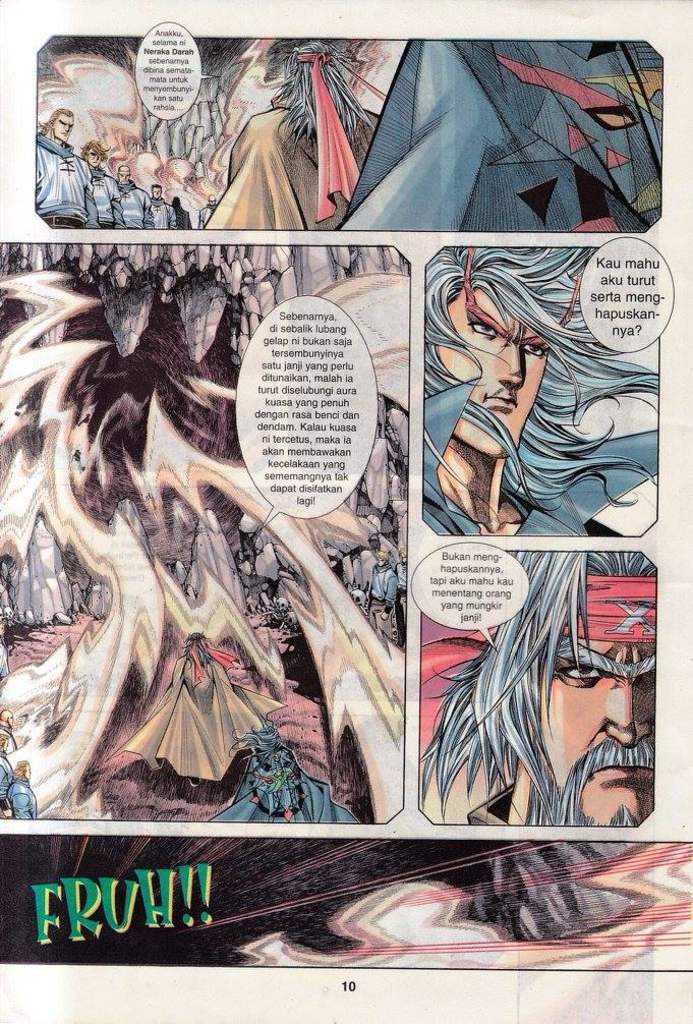 Anakku,
selama ni
Neraka Darah
sebenarnya
dibina semata-
mata untuk
menyembunyi-
kan satu
rahsia....
Sebenarnya,
di sebalik lubang
gelap ni bukan saja
tersembunyinya
satu janji yang perlu
ditunaikan, malah ia
turut diselubungi aura
kuasa yang penuh
dengan rasa benci dan
dendam. Kalau kuasa
ni tercetus, maka ia
akan membawakan
kecelakaan yang
sememangnya tak
dapat disifatkan
lagi!
Kau mahu
aku turut
serta meng-
hapuskan-
nya?
Bukan meng-
hapuskannya,
tapi aku mahu kau
menentang orang
yang mungkir
janji!
X
FRUH!!
10